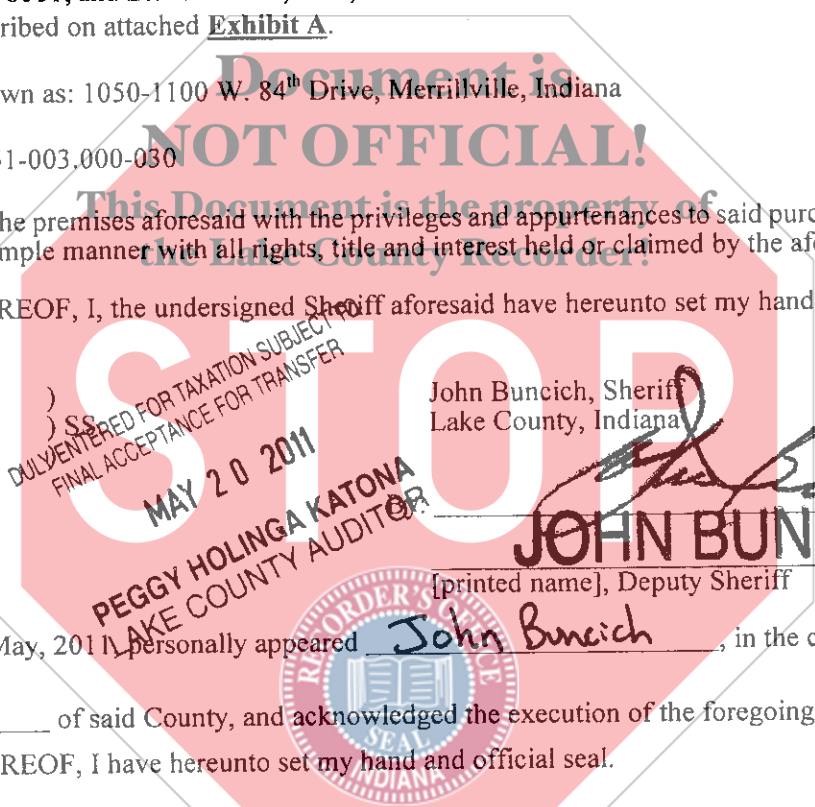 ribed on attached Exhibit A.
Document is
wn as: 1050-1100 W. 84th Drive, Merrillville, Indiana
NOT OFFICIAL!
1-003.000-030
This Document is the property of
he premises aforesaid with the privileges and appurtenances to said purc
the Lake County Recorder!
mple manner with all rights, title and interest held or claimed by the afo
REOF, I, the undersigned Sheriff aforesaid have hereunto set my hand
STOP
)
) SS
DULY ENTERED FOR TAXATION SUBJECT TO
FINAL ACCEPTANCE FOR TRANSFER
MAY 20 2011
PEGGY HOLINGA KATONA
LAKE COUNTY AUDITOR
John Buncich, Sheriff
Lake County, Indiana
JOHN BUN
[printed name], Deputy Sheriff
May, 2011, personally appeared John Buncich, in the c
of said County, and acknowledged the execution of the foregoing
REOF, I have hereunto set my hand and official seal.
RECORDER'S OFFICE
SEAL
INDIANA